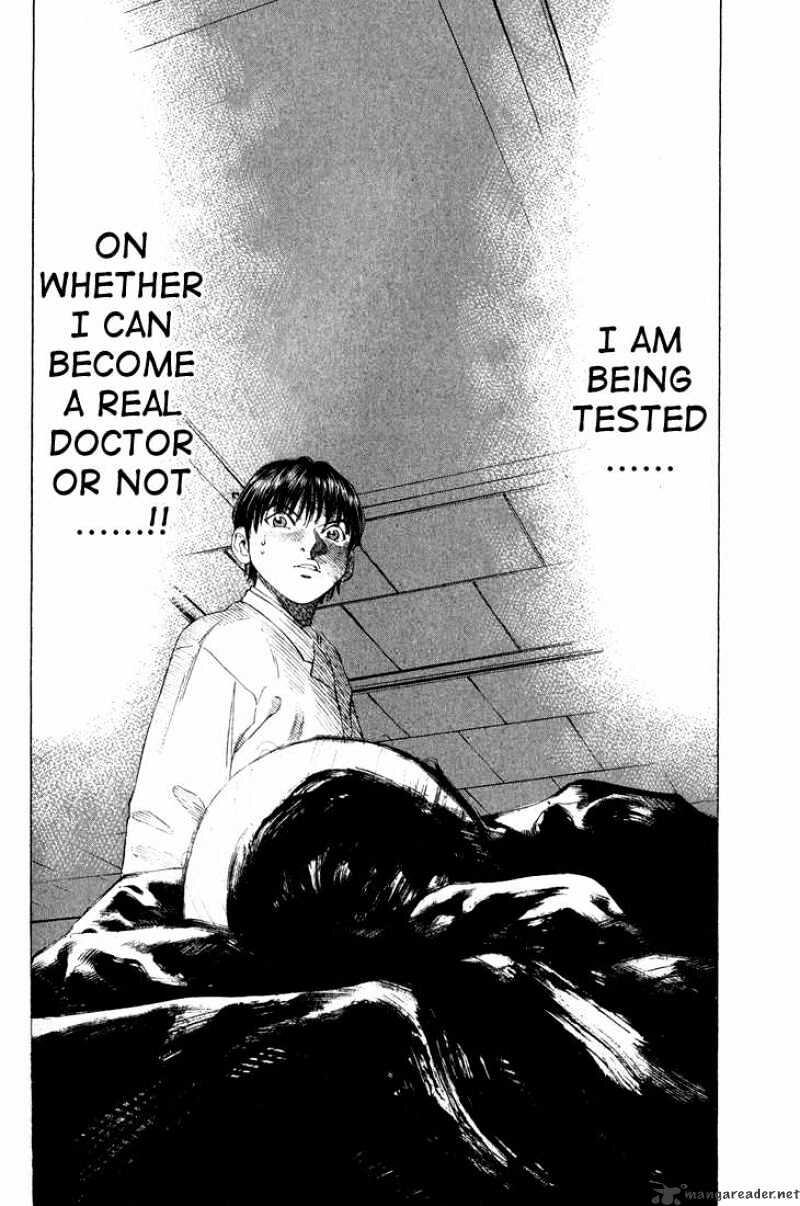 I AM
BEING
TESTED
......
ON
WHETHER
I CAN
BECOME
A REAL
DOCTOR
OR NOT
......!!
mangareader.net